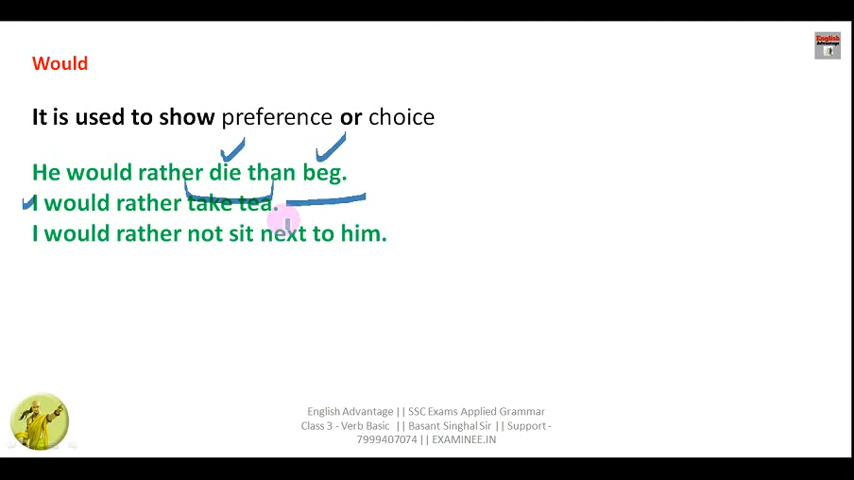 English
Advantage
Would
It is used to show preference or choice
He would rather die than beg.
I would rather take tea.
I would rather not sit next to him.
English Advantage || SSC Exams Applied Grammar
Class 3 - Verb Basic || Basant Singhal Sir || Support -
7999407074 || EXAMINEE.IN